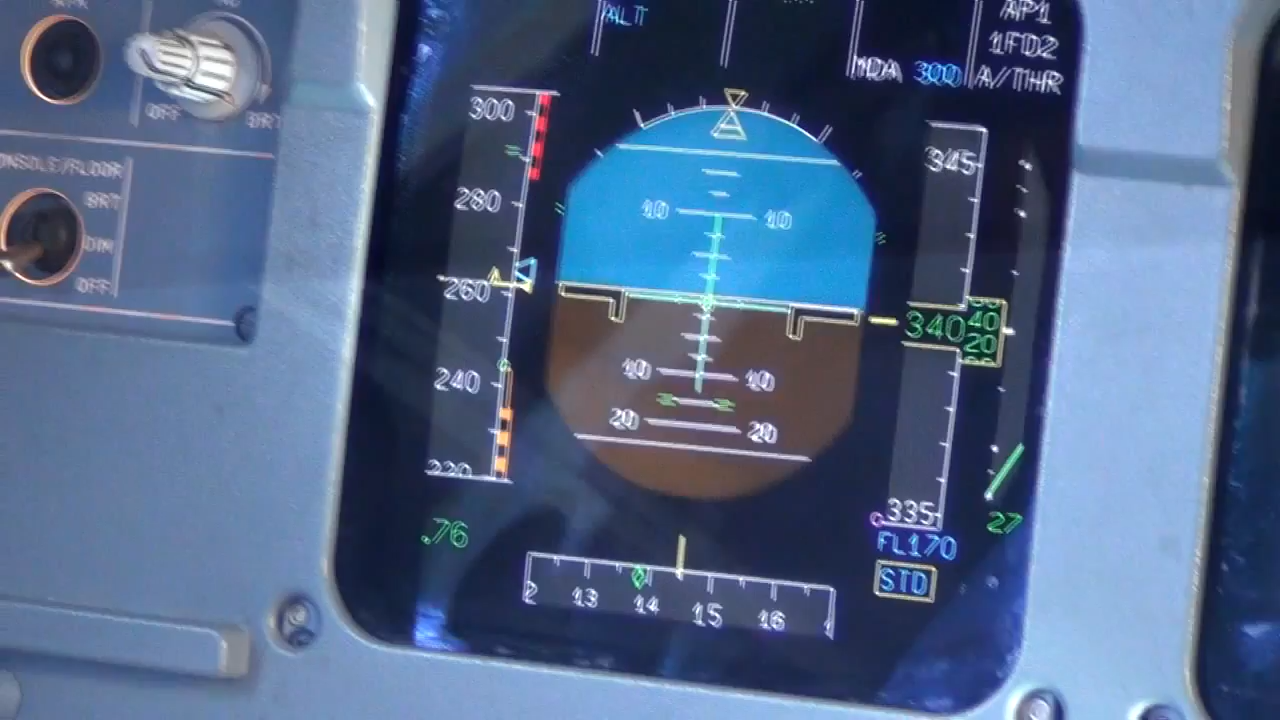 ALT
AP1
1FD2
MDA 300 A/THR
OFF BRT
300
345
CONSOLE/FLOOR
BRT
280
10 10
DIM
OFF
260
340 40
20
10 10
240
20 20
220
335
.76
27
FL170
STD
13 14 15 16